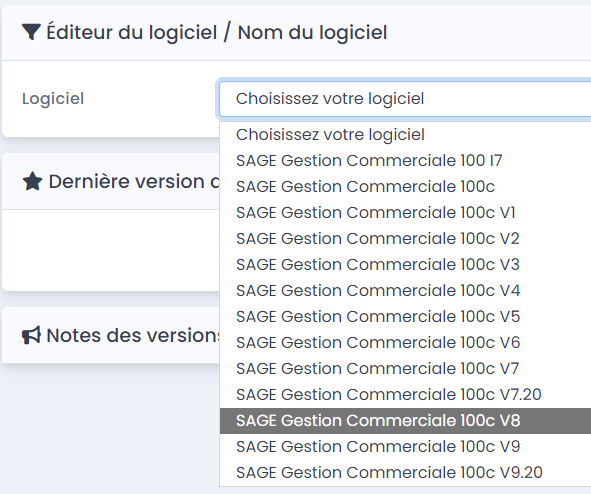 Éditeur du logiciel / Nom du logiciel
Logiciel
Choisissez votre logiciel
Choisissez votre logiciel
SAGE Gestion Commerciale 100 I7
SAGE Gestion Commerciale 100c
SAGE Gestion Commerciale 100c V1
SAGE Gestion Commerciale 100c V2
SAGE Gestion Commerciale 100c V3
SAGE Gestion Commerciale 100c V4
SAGE Gestion Commerciale 100c V5
SAGE Gestion Commerciale 100c V6
SAGE Gestion Commerciale 100c V7
SAGE Gestion Commerciale 100c V7.20
SAGE Gestion Commerciale 100c V8
SAGE Gestion Commerciale 100c V9
SAGE Gestion Commerciale 100c V9.20
Dernière version
Notes des versions